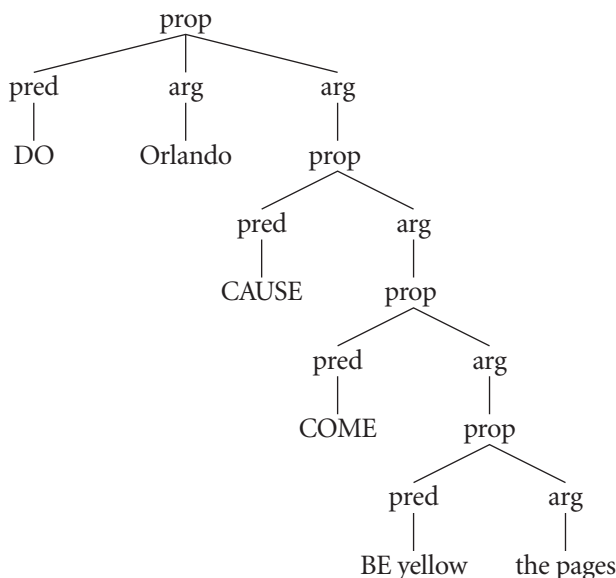 prop
pred arg arg
DO Orlando prop
pred arg
CAUSE prop
pred arg
COME prop
pred arg
BE yellow the pages